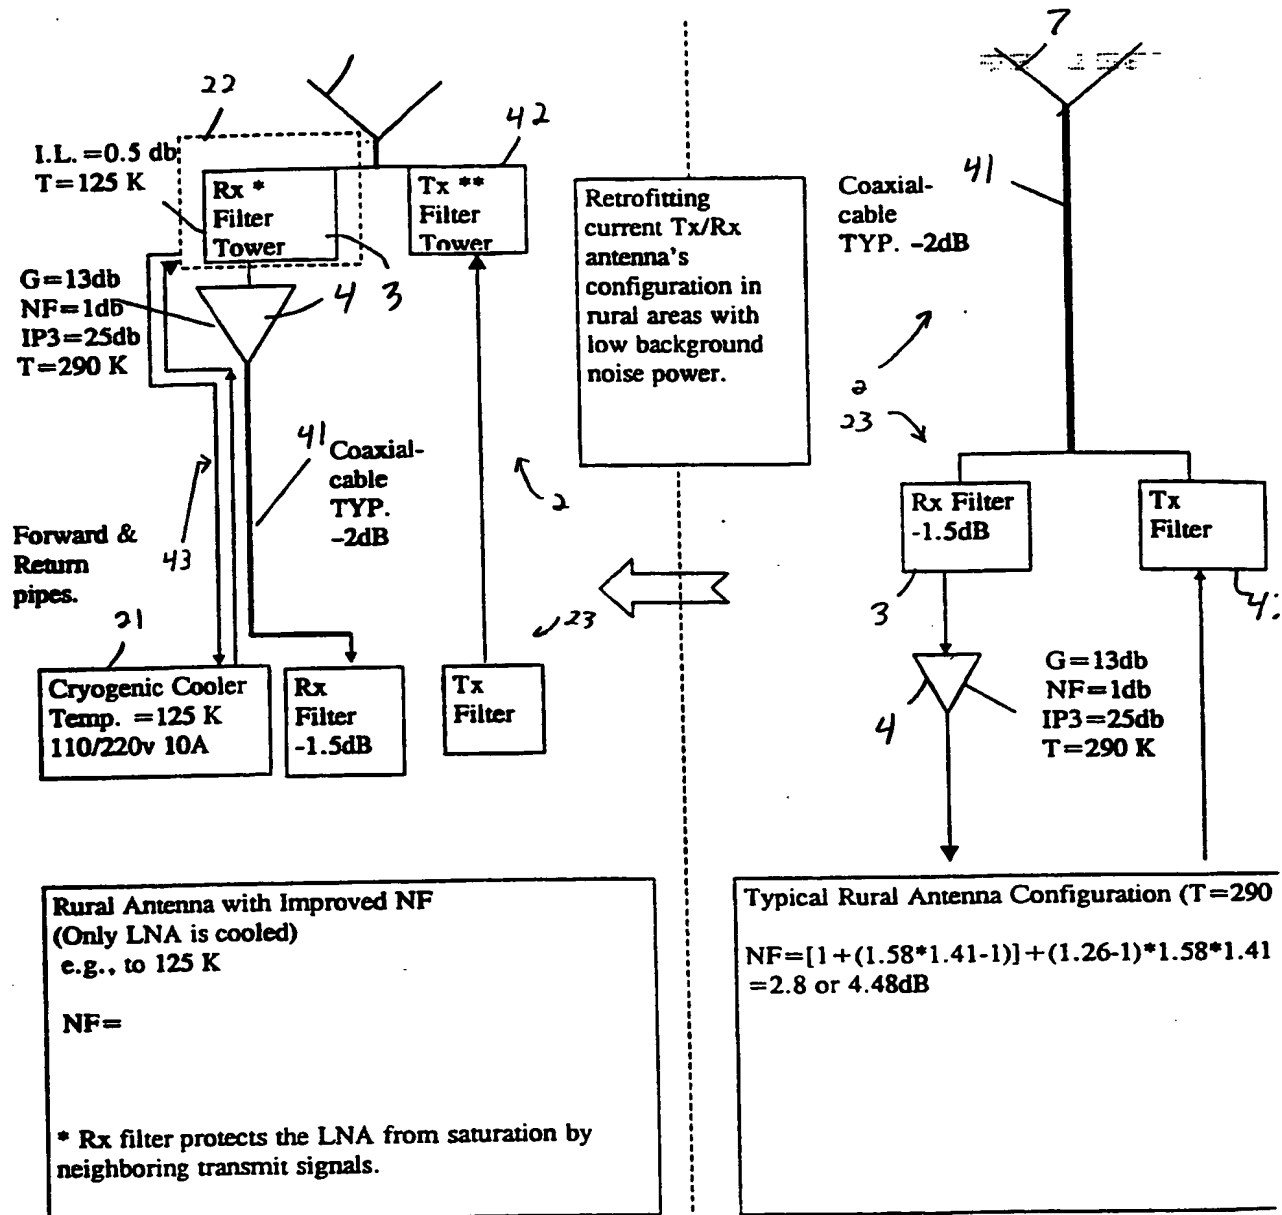 22
I.L. =0.5 db
T=125 K
Rx *
Filter
Tower
42
Tx **
Filter
Tower
G=13db
NF=1db
IP3=25db
T=290 K
4
3
41
Coaxial-
cable
TYP.
-2dB
2
Forward &
Return
pipes.
43
21
23
Cryogenic Cooler
Temp. =125 K
110/220v 10A
Rx
Filter
-1.5dB
Tx
Filter
Rural Antenna with Improved NF
(Only LNA is cooled)
e.g., to 125 K
NF=
* Rx filter protects the LNA from saturation by
neighboring transmit signals.
Retrofitting
current Tx/Rx
antenna's
configuration in
rural areas with
low background
noise power.
7
Coaxial-
cable
TYP. -2dB
41
2
23
Rx Filter
-1.5dB
Tx
Filter
3
4
G=13db
NF=1db
IP3=25db
T=290 K
Typical Rural Antenna Configuration (T=290
NF=[1+(1.58*1.41-1)]+(1.26-1)*1.58*1.41
=2.8 or 4.48dB